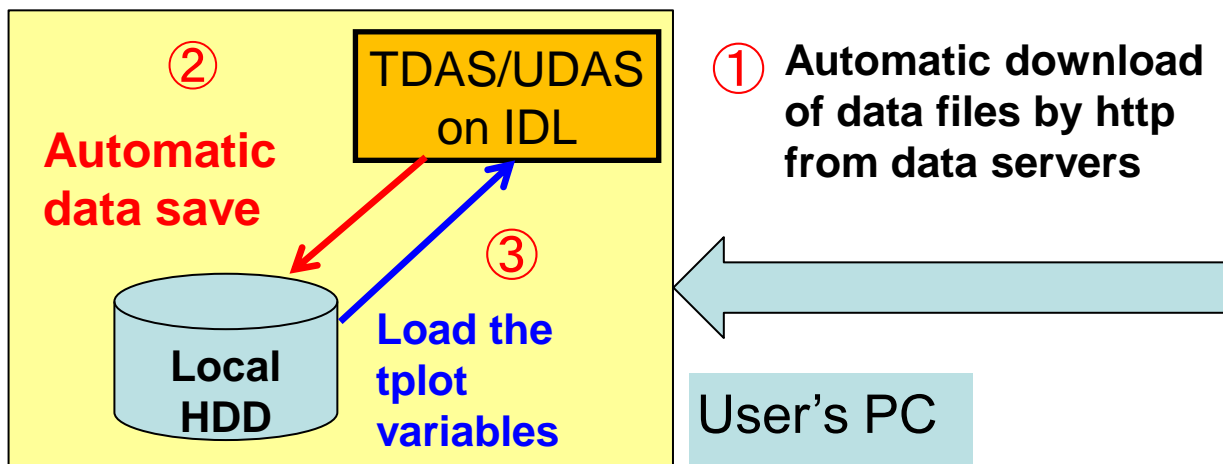 ②
TDAS/UDAS
on IDL
Automatic
data save
③
Load the
tplot
variables
Local
HDD
① Automatic download
of data files by http
from data servers
User’s PC